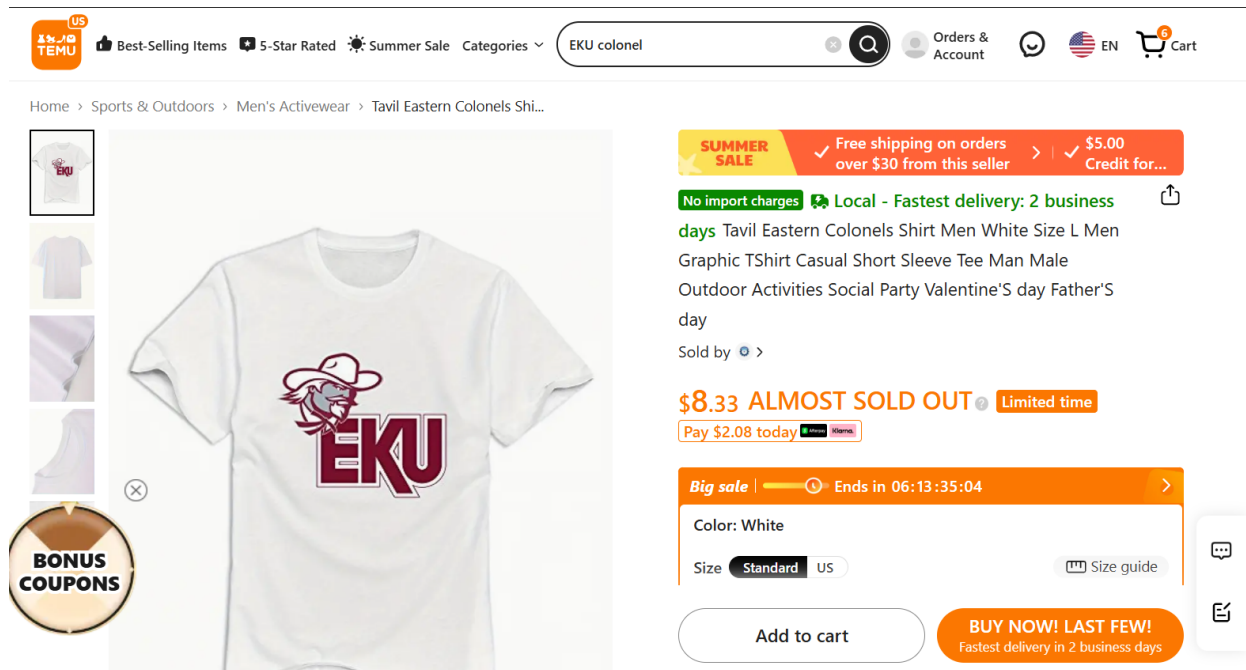 US
TEMU
Best-Selling Items
5-Star Rated
Summer Sale
Categories
EKU colonel
Orders &
Account
EN
6
Cart
Home › Sports & Outdoors › Men's Activewear › Tavil Eastern Colonels Shi...
EKU
EKU
BONUS
COUPONS
SUMMER
SALE
Free shipping on orders
over $30 from this seller
$5.00
Credit for...
No import charges Local - Fastest delivery: 2 business
days Tavil Eastern Colonels Shirt Men White Size L Men
Graphic TShirt Casual Short Sleeve Tee Man Male
Outdoor Activities Social Party Valentine'S day Father'S
day
Sold by
$8.33 ALMOST SOLD OUT ? Limited time
Pay $2.08 today Afterpay Klarna.
Big sale Ends in 06:13:35:04
Color: White
Size Standard US
Size guide
Add to cart
BUY NOW! LAST FEW!
Fastest delivery in 2 business days